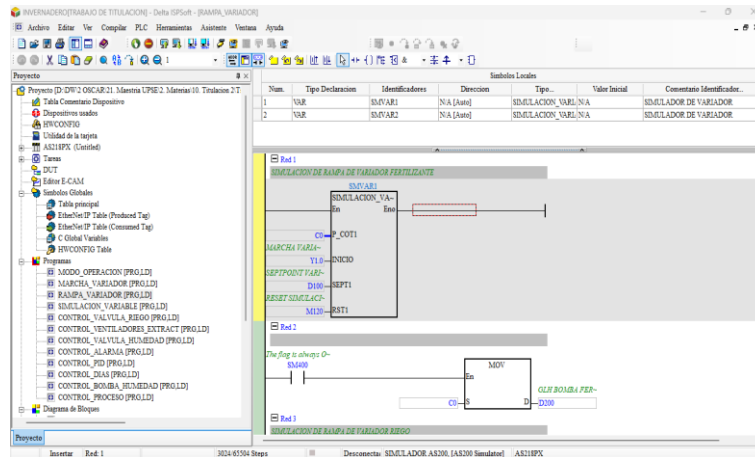 INVERNADERO[TRABAJO DE TITULACION] - Delta ISPSoft - [RAMPA_VARIADOR]
Archivo Editar Ver Compilar PLC Herramientas Asistente Ventana Ayuda
Proyecto
Proyecto [D:\DW\2.OSCAR\21. Maestria UPSE\2. Materias\10. Titulacion 2\T
Tabla Comentario Dispositivo
Dispositivos usados
HWCONFIG
Utilidad de la tarjeta
AS218PX (Untitled)
Tareas
DUT
Editor E-CAM
Simbolos Globales
Tabla principal
EtherNet/IP Table (Produced Tag)
EtherNet/IP Table (Consumed Tag)
C Global Variables
HWCONFIG Table
Programas
MODO_OPERACION [PRG,LD]
MARCHA_VARIADOR [PRG,LD]
RAMPA_VARIADOR [PRG,LD]
SIMULACION_VARIABLE [PRG,LD]
CONTROL_VALVULA_RIEGO [PRG,LD]
CONTROL_VENTILADORES_EXTRACT [PRG,LD]
CONTROL_VALVULA_HUMEDAD [PRG,LD]
CONTROL_ALARMA [PRG,LD]
CONTROL_PID [PRG,LD]
CONTROL_DIAS [PRG,LD]
CONTROL_BOMBA_HUMEDAD [PRG,LD]
CONTROL_PROCESO [PRG,LD]
Diagrama de Bloques
Proyecto
Simbolos Locales
Num. Tipo Declaracion Identificadores Direccion Tipo... Valor Inicial Comentario Identificador...
1 VAR SMVAR1 N/A [Auto] SIMULACION_VARI. N/A SIMULADOR DE VARIADOR
2 VAR SMVAR2 N/A [Auto] SIMULACION_VARI. N/A SIMULADOR DE VARIADOR
Red 1
SIMULACION DE RAMPA DE VARIADOR FERTILIZANTE
SMVAR1
SIMULACION_VA~
En Eno
C0 P_COT1
MARCHA VARIA~
Y1.0 INICIO
SEPTPOINT VARI~
D100 SEPT1
RESET SIMULACI~
M120 RST1
Red 2
The flag is always O~
SM400
MOV
En
OLH BOMBA FER~
C0 S D D200
Red 3
SIMULACION DE RAMPA DE VARIADOR RIEGO
Insertar Red: 1 3024/65504 Steps Desconecta: SIMULADOR AS200, [AS200 Simulator] AS218PX